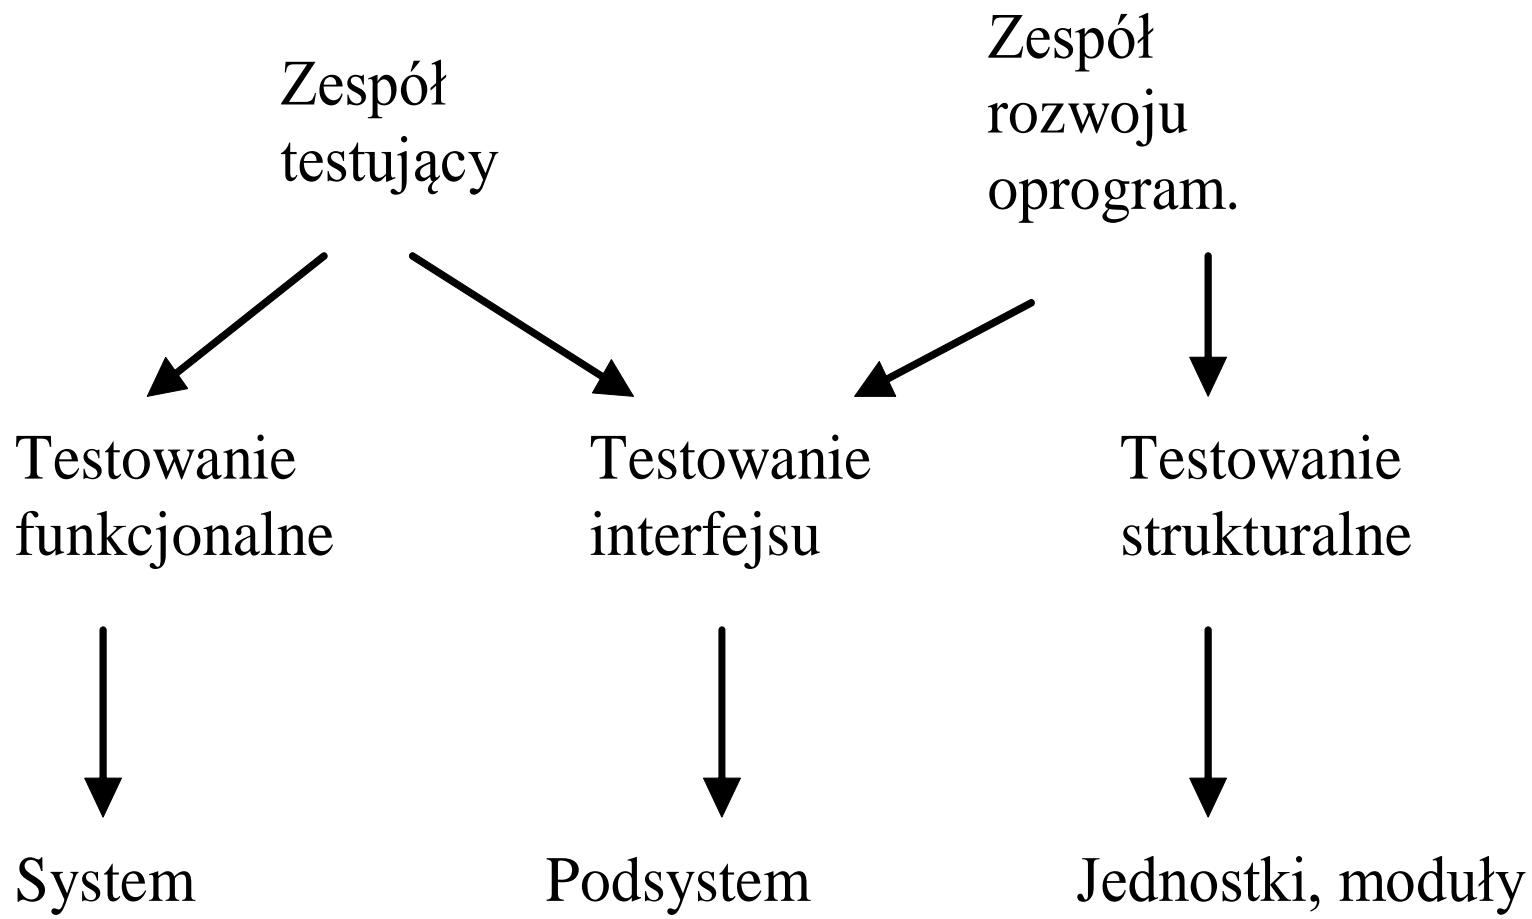 Zespół
testujący
Zespół
rozwoju
oprogram.
Testowanie
funkcjonalne
Testowanie
interfejsu
Testowanie
strukturalne
System
Podsystem
Jednostki, moduły